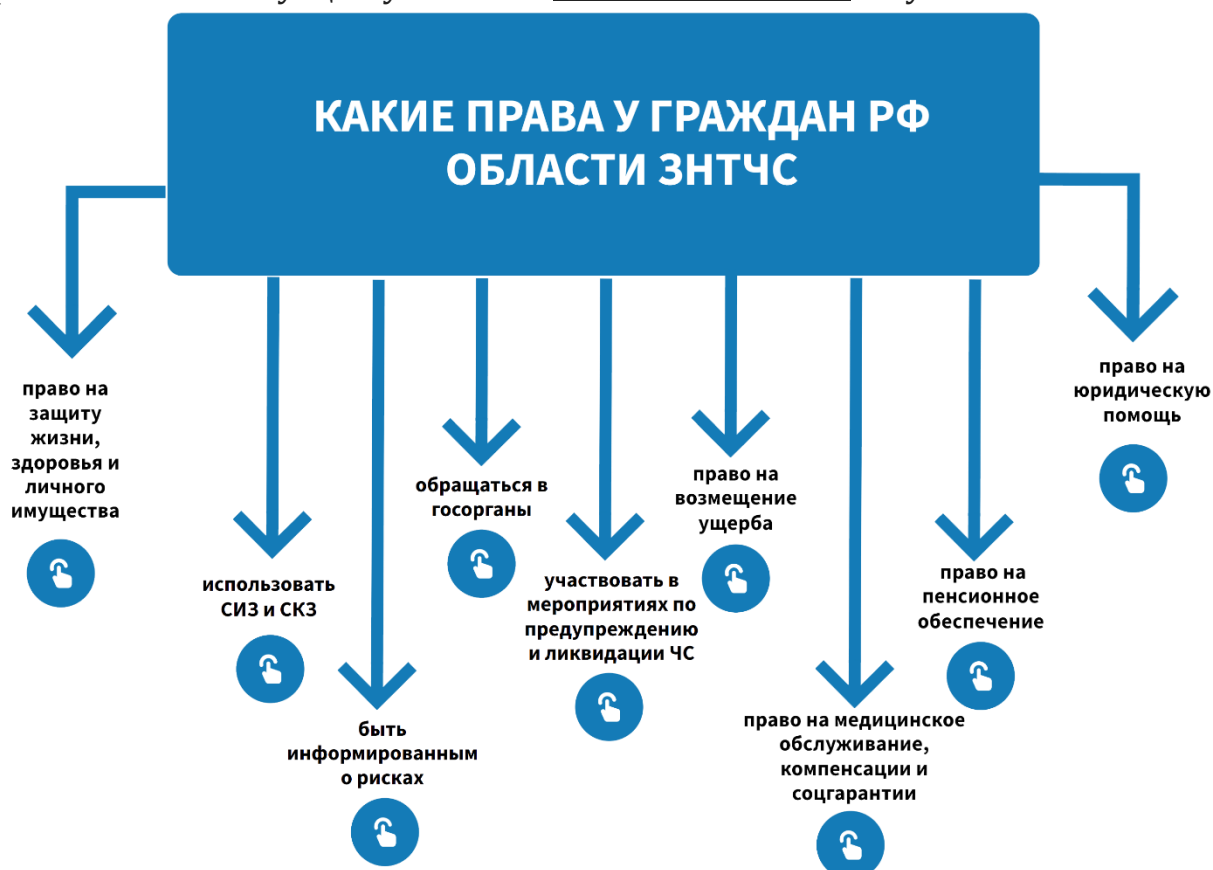 КАКИЕ ПРАВА У ГРАЖДАН РФ
ОБЛАСТИ ЗНТЧС
право на
защиту
жизни,
здоровья и
личного
имущества
использовать
СИЗ и СКЗ
быть
информированным
о рисках
обращаться в
госорганы
участвовать в
мероприятиях по
предупреждению
и ликвидации ЧС
право на
возмещение
ущерба
право на медицинское
обслуживание,
компенсации и
соцгарантии
право на
пенсионное
обеспечение
право на
юридическую
помощь